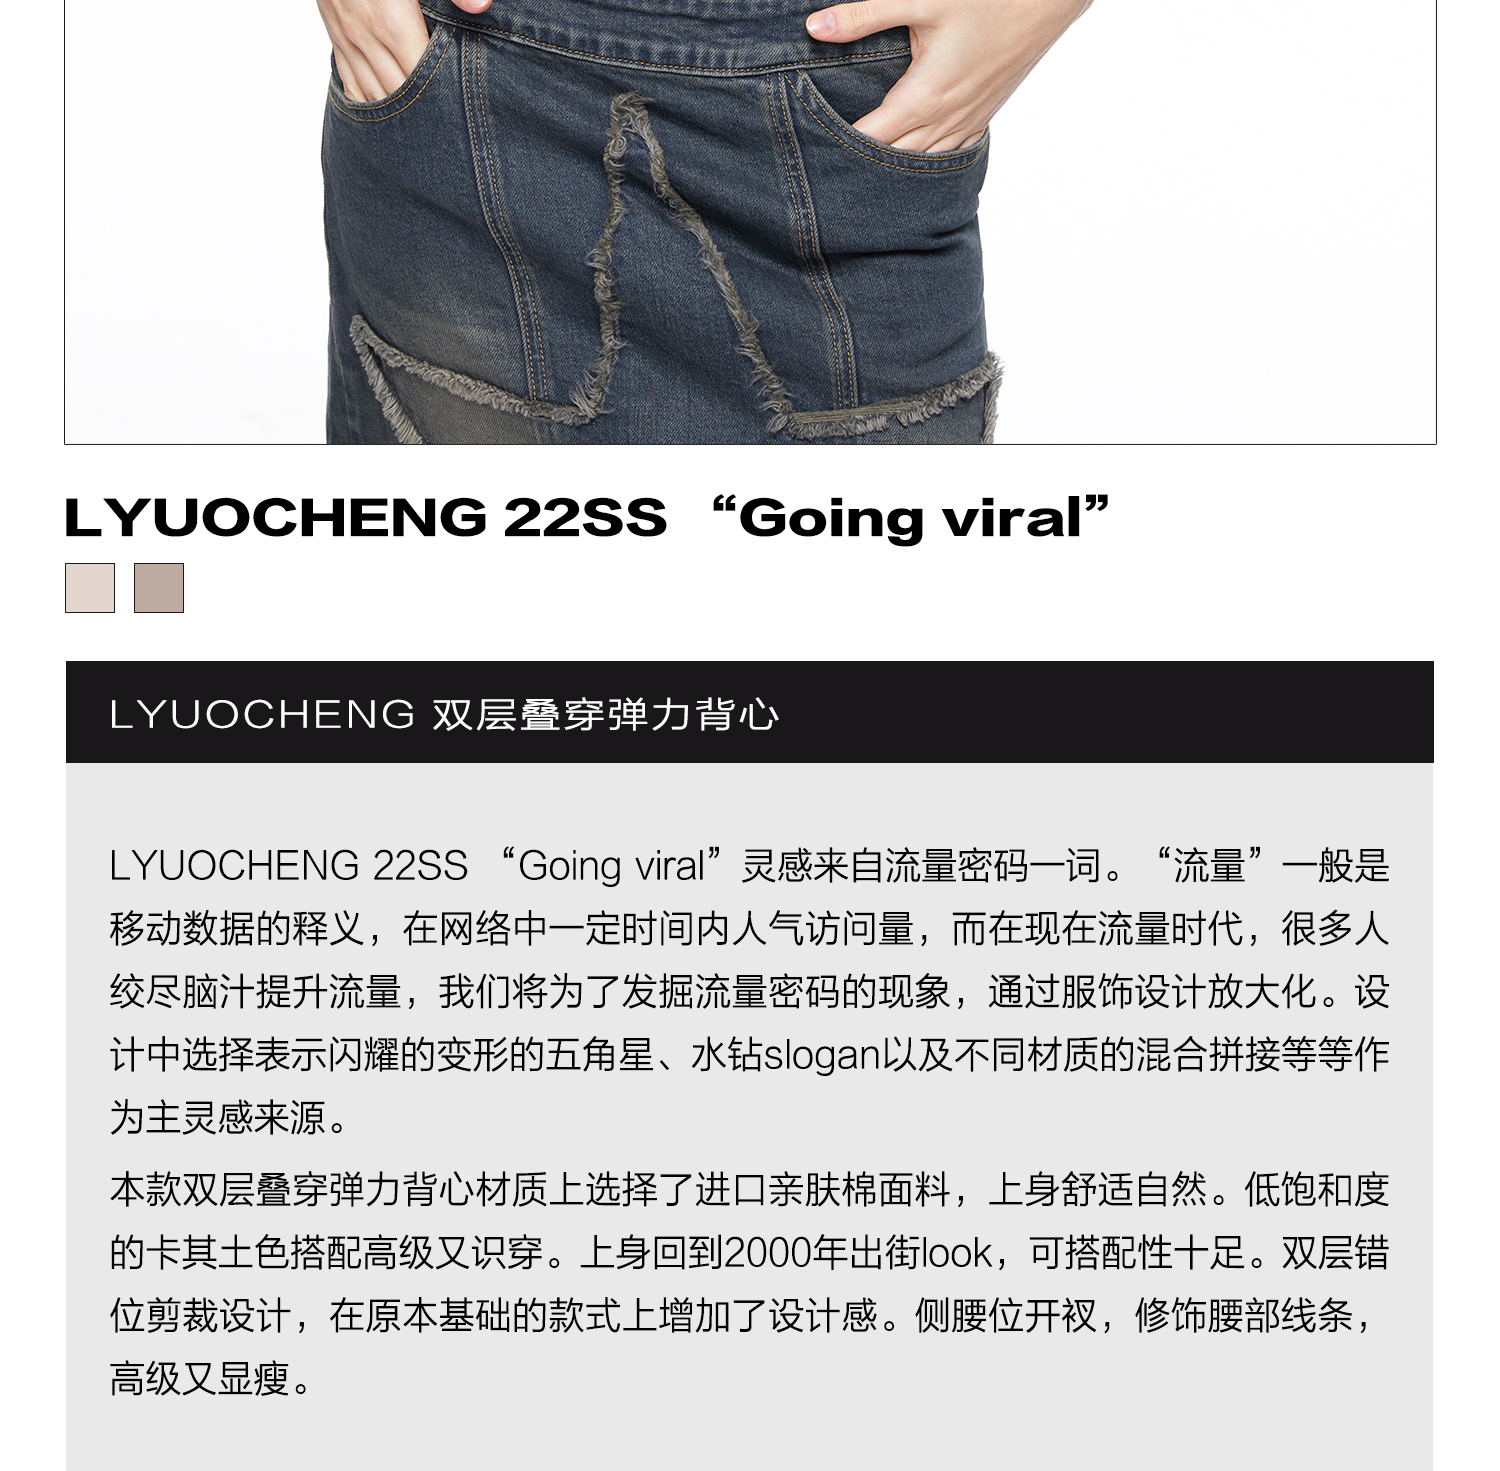 LYUOCHENG 22SS “Going viral”
LYUOCHENG 双层叠穿弹力背心
LYUOCHENG 22SS “Going viral”灵感来自流量密码一词。“流量”一般是
移动数据的释义，在网络中一定时间内人气访问量，而在现在流量时代，很多人
绞尽脑汁提升流量，我们将为了发掘流量密码的现象，通过服饰设计放大化。设
计中选择表示闪耀的变形的五角星、水钻slogan以及不同材质的混合拼接等等作
为主灵感来源。
本款双层叠穿弹力背心材质上选择了进口亲肤棉面料，上身舒适自然。低饱和度
的卡其土色搭配高级又识穿。上身回到2000年出街look，可搭配性十足。双层错
位剪裁设计，在原本基础的款式上增加了设计感。侧腰位开衩，修饰腰部线条，
高级又显瘦。